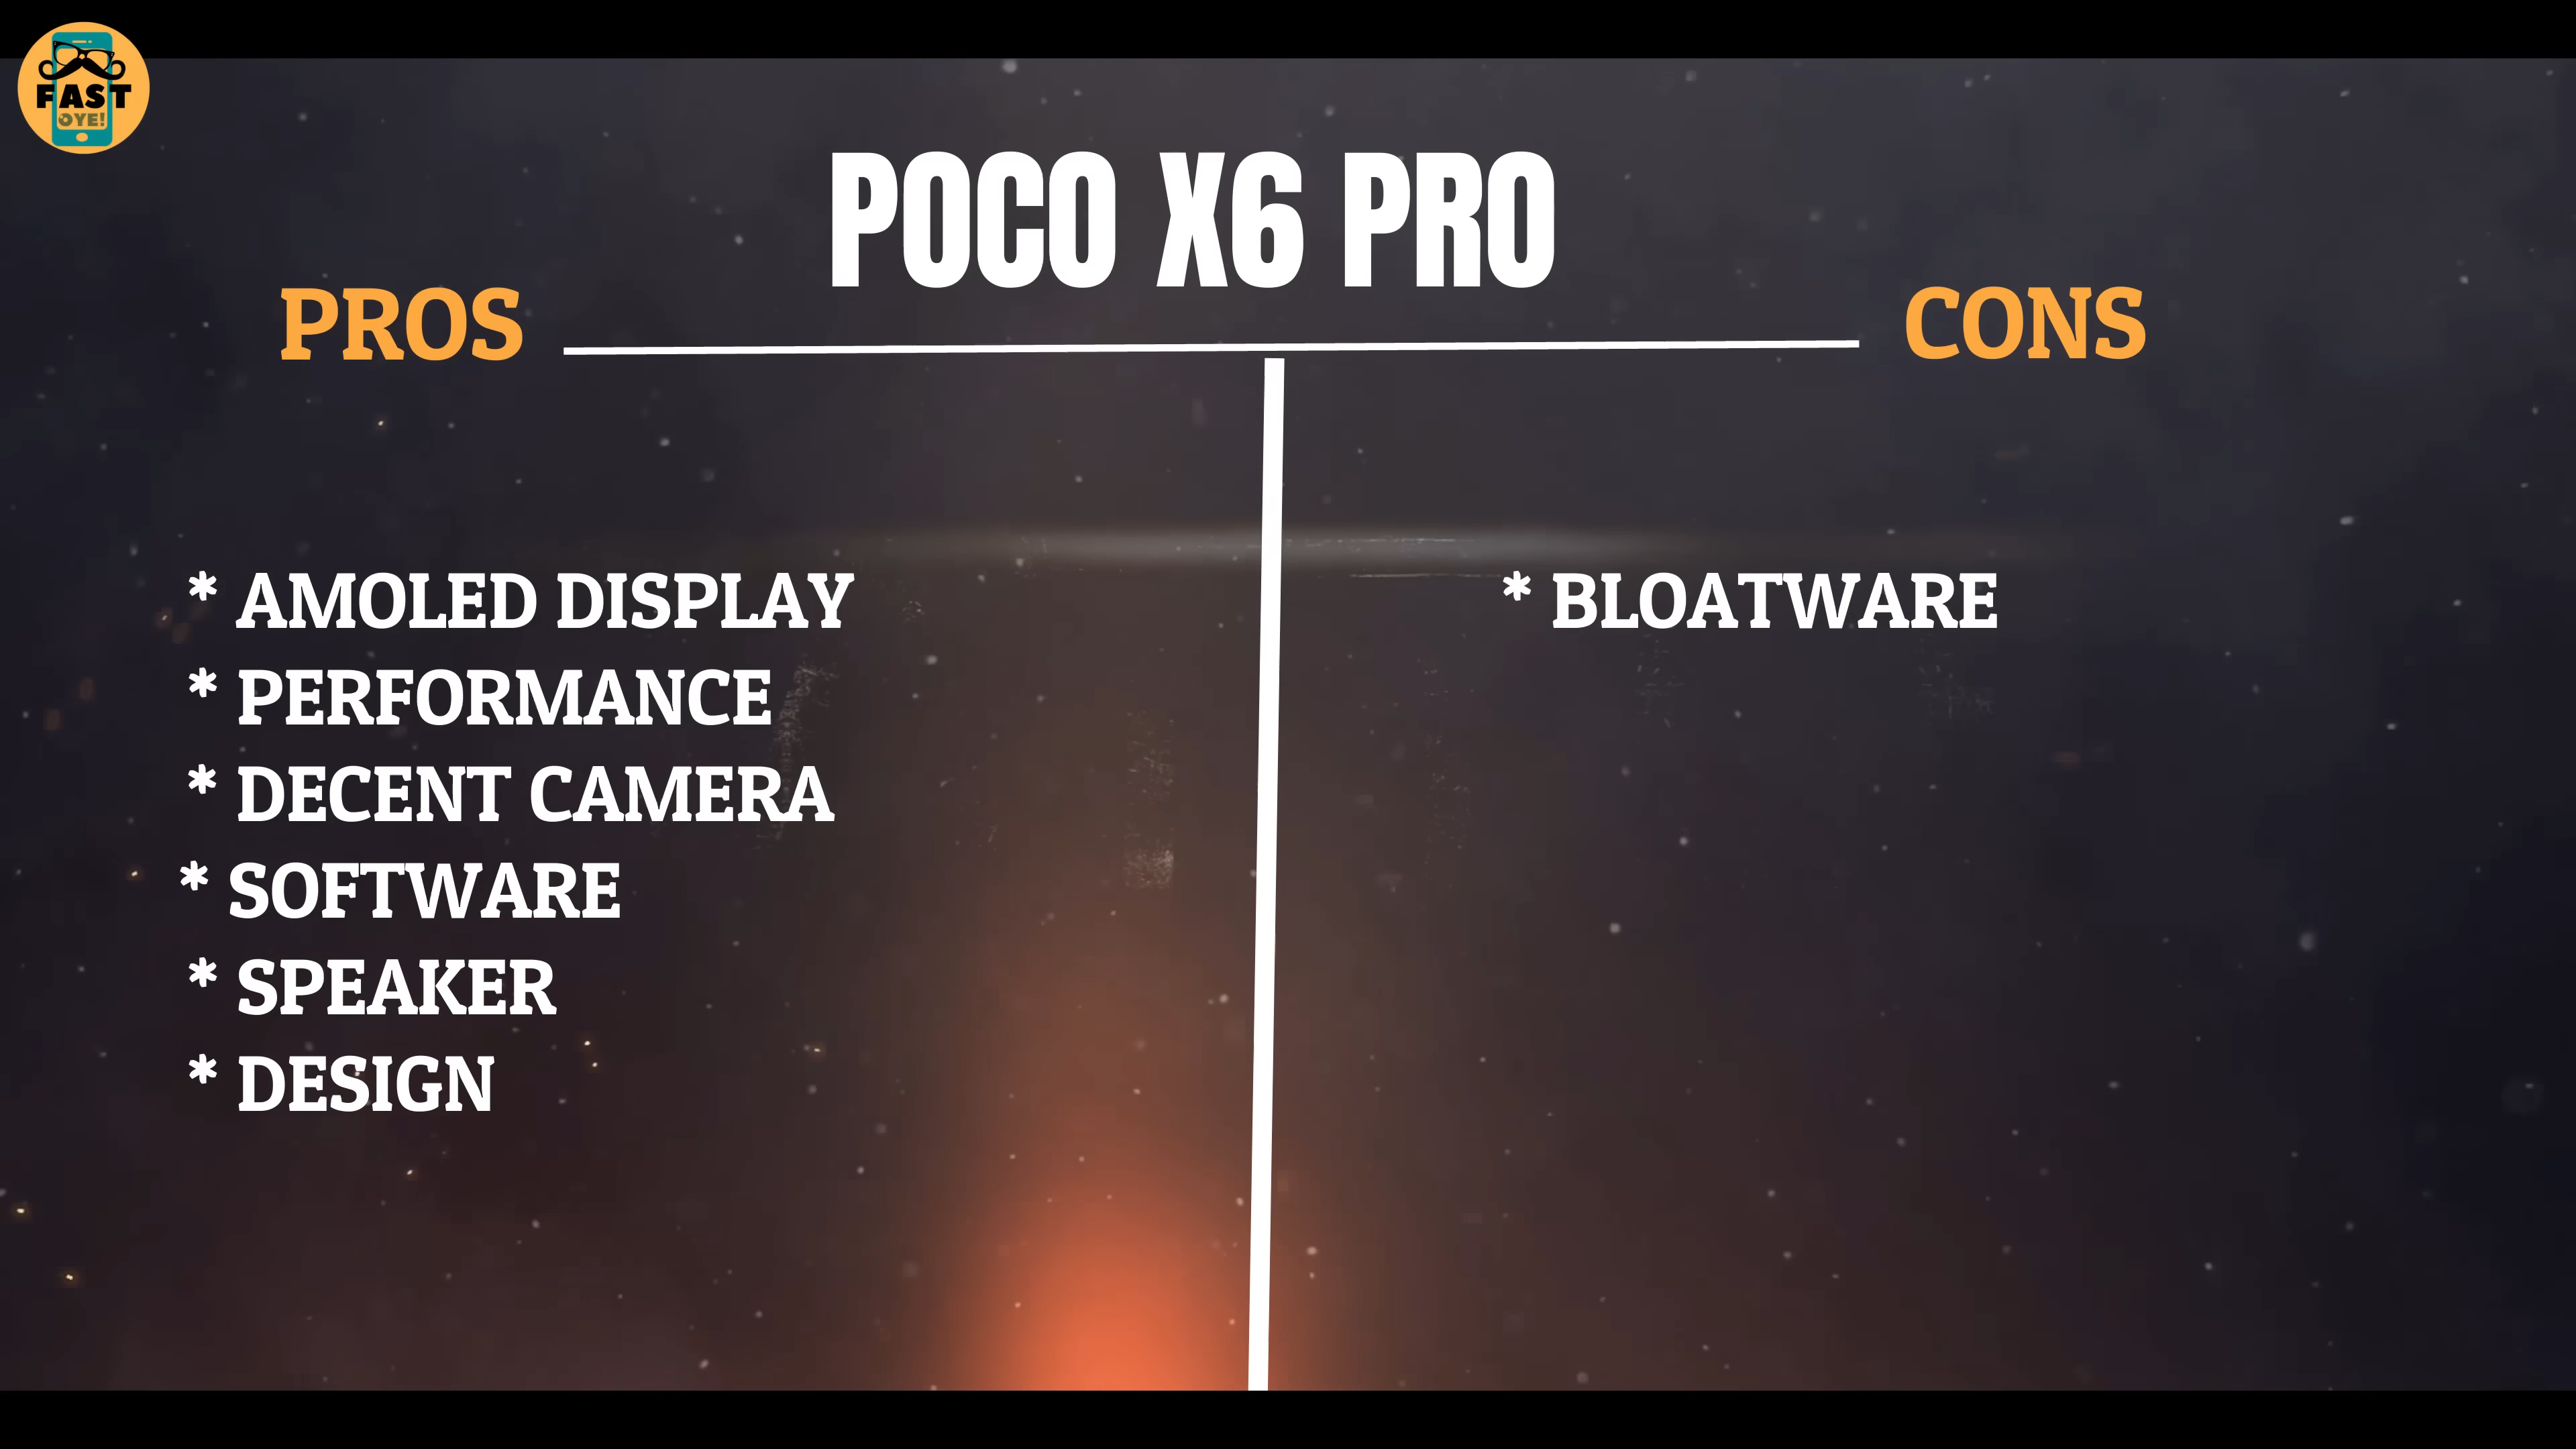 FAST
OYE!
POCO X6 PRO
PROS
CONS
* AMOLED DISPLAY
* PERFORMANCE
* DECENT CAMERA
* SOFTWARE
* SPEAKER
* DESIGN
* BLOATWARE